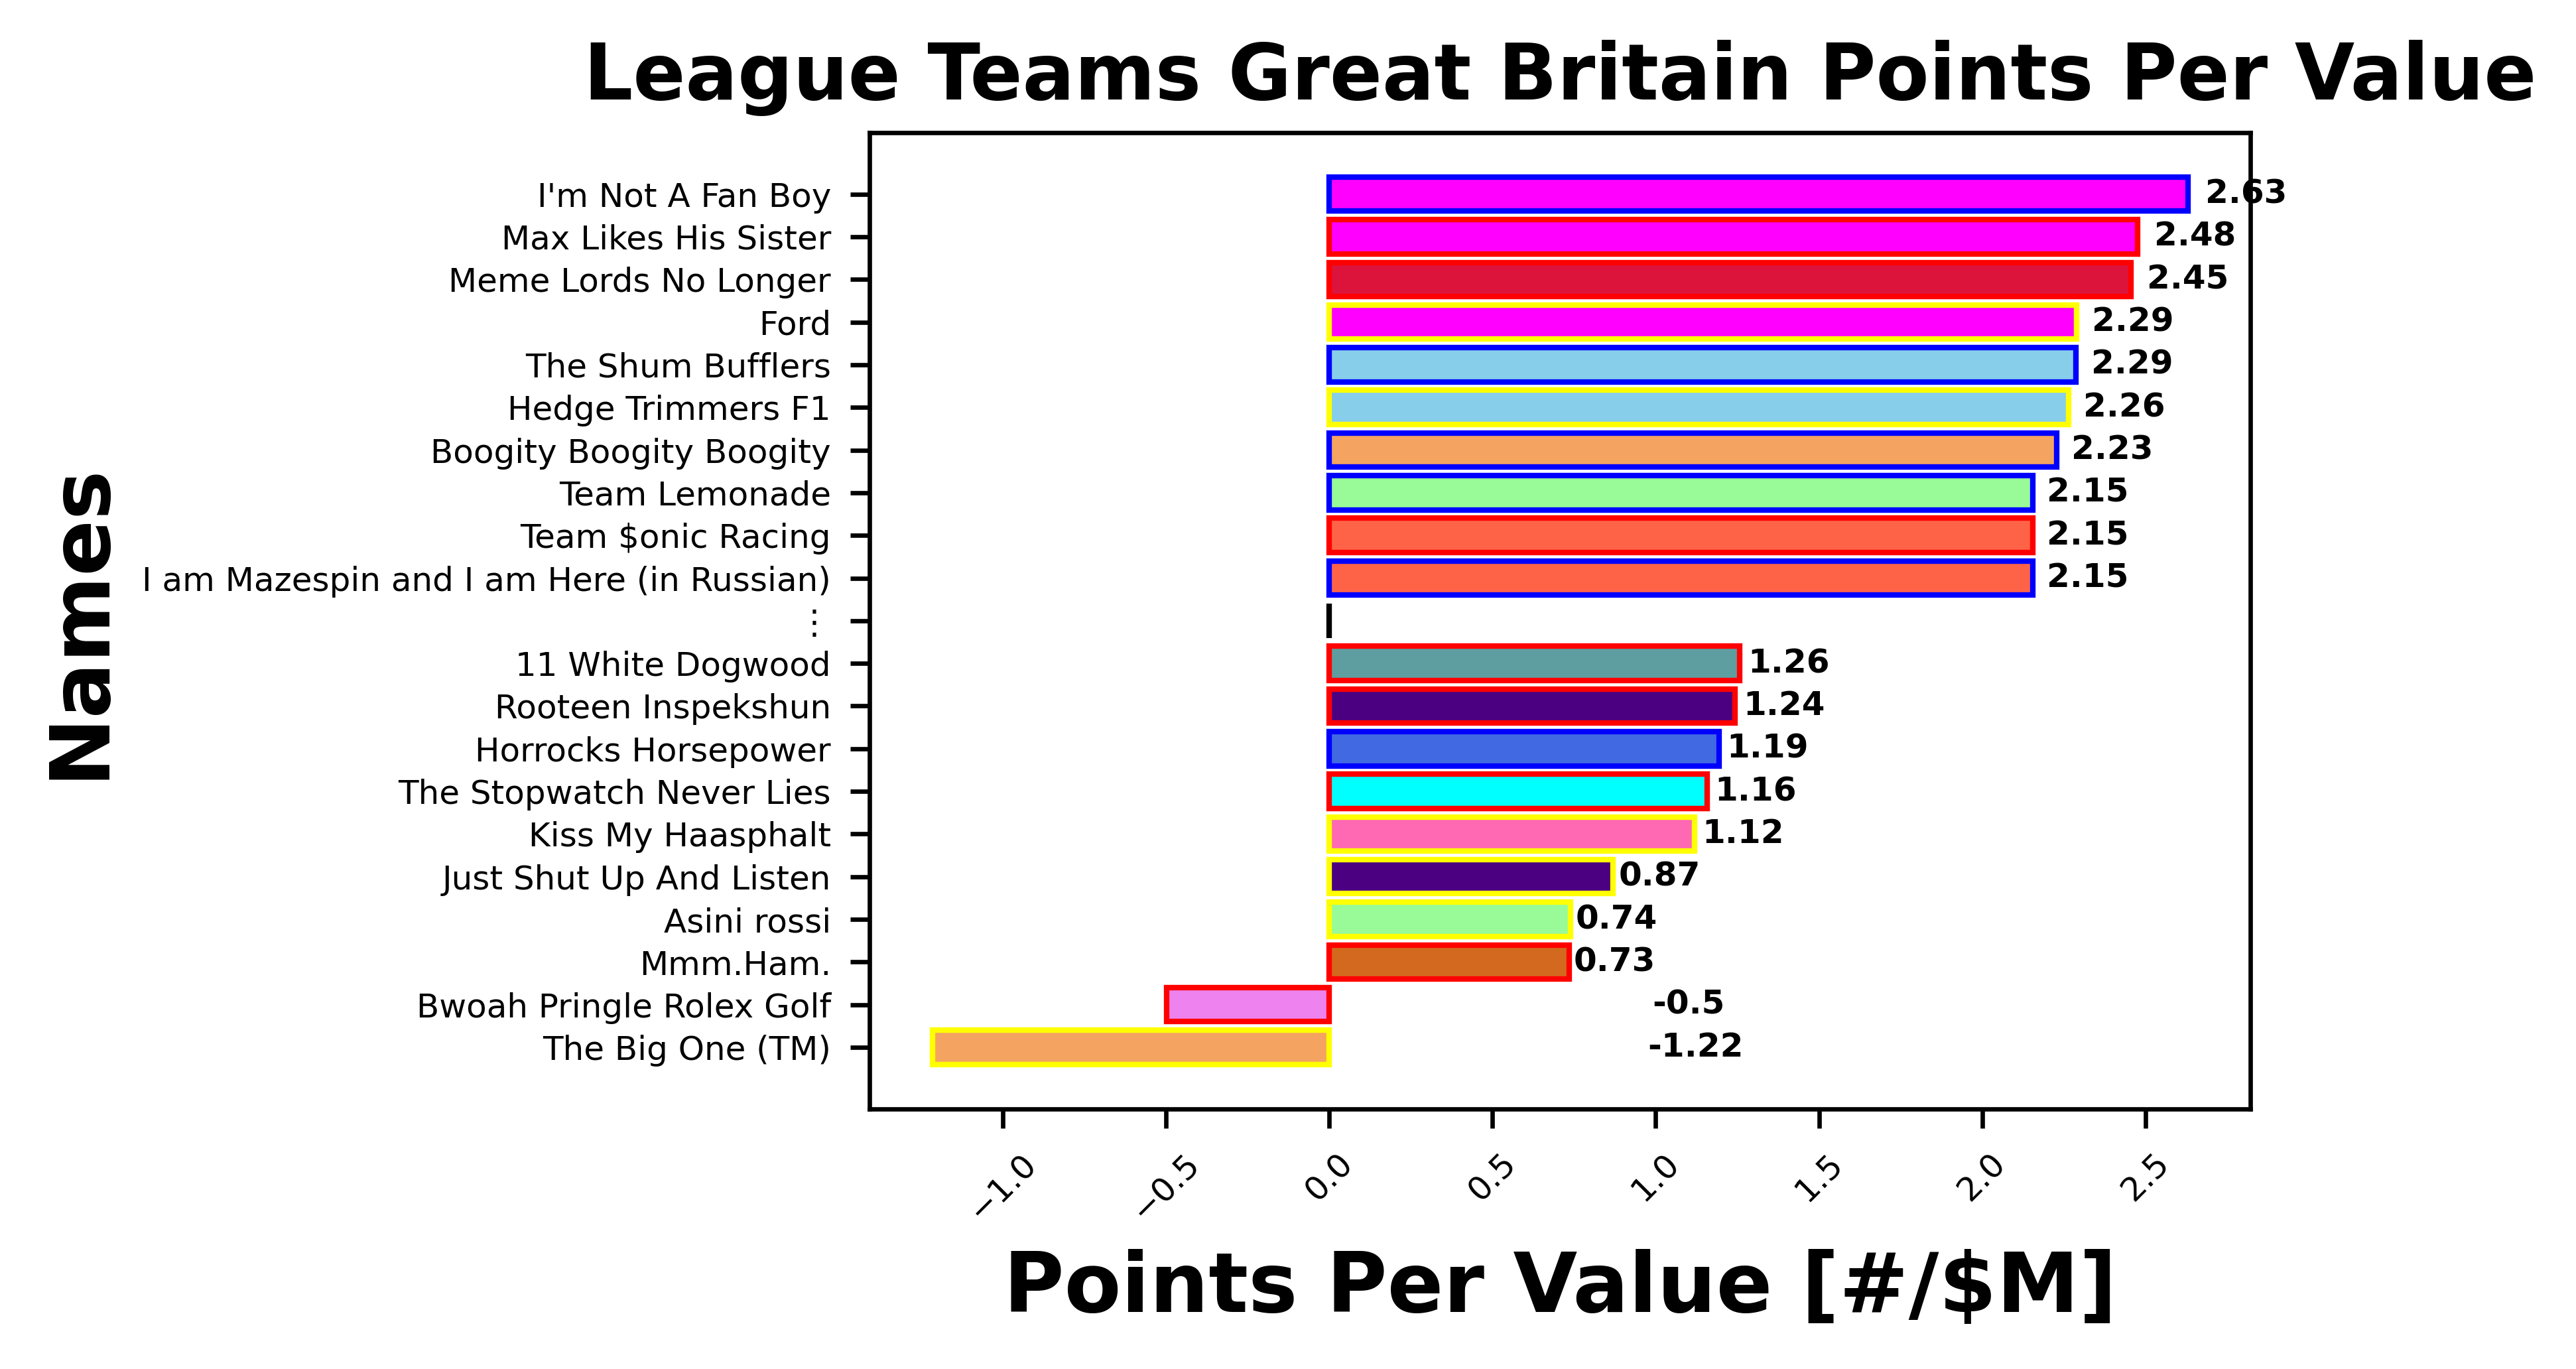 League Teams Great Britain Points Per Value
Names
I'm Not A Fan Boy 2.63
Max Likes His Sister 2.48
Meme Lords No Longer 2.45
Ford 2.29
The Shum Bufflers 2.29
Hedge Trimmers F1 2.26
Boogity Boogity Boogity 2.23
Team Lemonade 2.15
Team $onic Racing 2.15
I am Mazespin and I am Here (in Russian) 2.15
⋮
11 White Dogwood 1.26
Rooteen Inspekshun 1.24
Horrocks Horsepower 1.19
The Stopwatch Never Lies 1.16
Kiss My Haasphalt 1.12
Just Shut Up And Listen 0.87
Asini rossi 0.74
Mmm.Ham. 0.73
Bwoah Pringle Rolex Golf -0.5
The Big One (TM) -1.22
−1.0 −0.5 0.0 0.5 1.0 1.5 2.0 2.5
Points Per Value [#/$M]